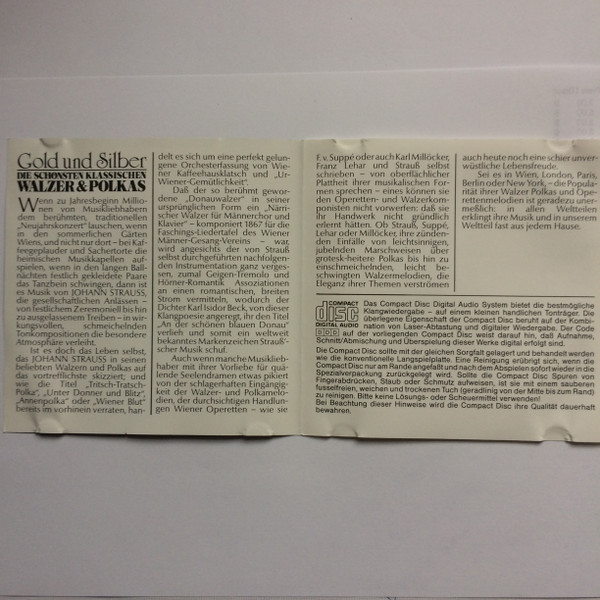 Gold und Silber
DIE SCHÖNSTEN KLASSISCHEN
WALZER & POLKAS
Wenn zu Jahresbeginn Millio-
nen von Musikliebhabern
dem berühmten, traditionellen
„Neujahrskonzert" lauschen, wenn
in den sommerlichen Gärten
Wiens, und nicht nur dort – bei Kaf-
feegeplauder und Sachertorte die
heimischen Musikkapellen auf-
spielen, wenn in den langen Ball-
nächten festlich gekleidete Paare
das Tanzbein schwingen, dann ist
es Musik von JOHANN STRAUSS,
die gesellschaftlichen Anlässen –
von festlichem Zeremoniell bis hin
zu ausgelassenem Treiben – in wir-
kungsvollen, schmeichelnden
Tonkompositionen die besondere
Atmosphäre verleiht.
Ist es doch das Leben selbst,
das JOHANN STRAUSS in seinen
beliebten Walzern und Polkas auf
das vortrefflichste skizziert; und
wie die Titel „Tritsch-Tratsch-
Polka", „Unter Donner und Blitz",
„Annenpolka" oder „Wiener Blut"
bereits im vorhinein verraten, han-
delt es sich um eine perfekt gelun-
gene Orchesterfassung von Wie-
ner Kaffeehausklatsch und „Ur-
Wiener-Gemütlichkeit".
Daß der so berühmt gewor-
dene „Donauwalzer" in seiner
ursprünglichen Form ein „Närri-
scher Walzer für Männerchor und
Klavier" – komponiert 1867 für die
Faschings-Liedertafel des Wiener
Männer-Gesang-Vereins – war,
wird angesichts der von Strauß
selbst durchgeführten nachfolgen-
den Instrumentation ganz verges-
sen, zumal Geigen-Tremolo und
Hörner-Romantik Assoziationen
an einen romantischen, breiten
Strom vermitteln, wodurch der
Dichter Karl Isidor Beck, von dieser
Klangpoesie angeregt, ihr den Titel
„An der schönen blauen Donau"
verlieh und somit ein weltweit
bekanntes Markenzeichen Strauß'-
scher Musik schuf.
Auch wenn manche Musiklieb-
haber mit ihrer Vorliebe für quä-
lende Seelendramen etwas pikiert
von der schlagerhaften Eingängig-
keit der Walzer- und Polkamelo-
dien, der durchsichtigen Handlun-
gen Wiener Operetten – wie sie
F. v. Suppé oder auch Karl Millöcker,
Franz Lehar und Strauß selbst
schrieben – von oberflächlicher
Plattheit ihrer musikalischen For-
men sprechen – eines können sie
den Operetten- und Walzerkom-
ponisten nicht vorwerfen: daß sie
ihr Handwerk nicht gründlich
erlernt hätten. Ob Strauß, Suppé,
Lehar oder Millöcker, ihre zünden-
den Einfälle von leichtsinnigen,
jubelnden Marschweisen über
grotesk-heitere Polkas bis hin zu
einschmeichelnden, leicht be-
schwingten Walzermelodien, die
Eleganz ihrer Themen verströmen
auch heute noch eine schier unver-
wüstliche Lebensfreude.
Sei es in Wien, London, Paris,
Berlin oder New York, – die Popula-
rität ihrer Walzer Polkas und Ope-
rettenmelodien ist geradezu uner-
meßlich: in allen Weltteilen
erklingt ihre Musik und in unserem
Weltteil fast aus jedem Haus.
COMPACT
disc
DIGITAL AUDIO
Das Compact Disc Digital Audio System bietet die bestmögliche
Klangwiedergabe – auf einem kleinen handlichen Tonträger. Die
überlegene Eigenschaft der Compact Disc beruht auf der Kombi-
nation von Laser-Abtastung und digitaler Wiedergabe. Der Code
auf der vorliegenden Compact Disc weist darauf hin, daß Aufnahme,
Schnitt/Abmischung und Überspielung dieser Werke digital erfolgt sind.
Die Compact Disc sollte mit der gleichen Sorgfalt gelagert und behandelt werden
wie die konventionelle Langspielplatte. Eine Reinigung erübrigt sich, wenn die
Compact Disc nur am Rande angefaßt und nach dem Abspielen sofort wieder in die
Spezialverpackung zurückgelegt wird. Sollte die Compact Disc Spuren von
Fingerabdrücken, Staub oder Schmutz aufweisen, ist sie mit einem sauberen
fusselfreien, weichen und trockenen Tuch (geradlinig von der Mitte bis zum Rand)
zu reinigen. Bitte keine Lösungs- oder Scheuermittel verwenden!
Bei Beachtung dieser Hinweise wird die Compact Disc ihre Qualität dauerhaft
bewahren.